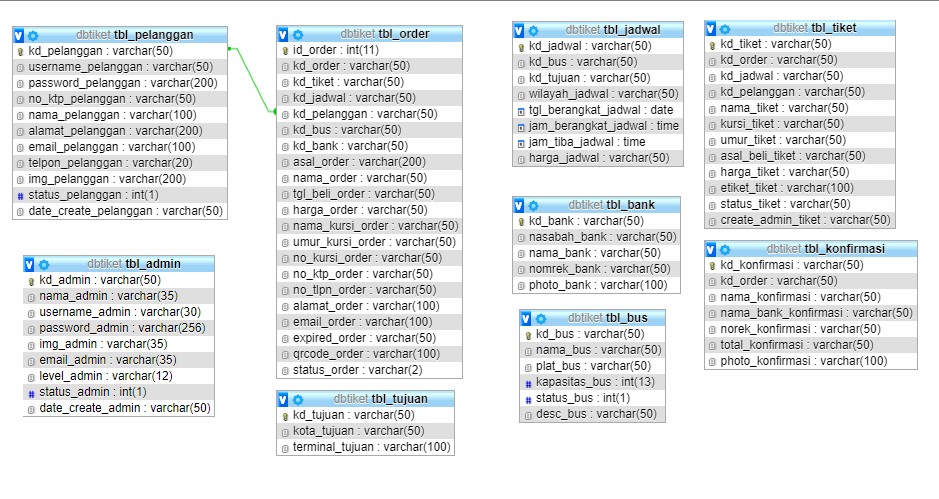 dbtiket tbl_pelanggan
kd_pelanggan : varchar(50)
username_pelanggan : varchar(50)
password_pelanggan : varchar(200)
no_ktp_pelanggan : varchar(50)
nama_pelanggan : varchar(100)
alamat_pelanggan : varchar(200)
email_pelanggan : varchar(100)
telpon_pelanggan : varchar(20)
img_pelanggan : varchar(200)
status_pelanggan : int(1)
date_create_pelanggan : varchar(50)
dbtiket tbl_admin
kd_admin : varchar(50)
nama_admin : varchar(35)
username_admin : varchar(30)
password_admin : varchar(256)
img_admin : varchar(35)
email_admin : varchar(35)
level_admin : varchar(12)
status_admin : int(1)
date_create_admin : varchar(50)
dbtiket tbl_order
id_order : int(11)
kd_order : varchar(50)
kd_tiket : varchar(50)
kd_jadwal : varchar(50)
kd_pelanggan : varchar(50)
kd_bus : varchar(50)
kd_bank : varchar(50)
asal_order : varchar(200)
nama_order : varchar(50)
tgl_beli_order : varchar(50)
harga_order : varchar(50)
nama_kursi_order : varchar(50)
umur_kursi_order : varchar(50)
no_kursi_order : varchar(50)
no_ktp_order : varchar(50)
no_tlpn_order : varchar(50)
alamat_order : varchar(100)
email_order : varchar(100)
expired_order : varchar(50)
qrcode_order : varchar(100)
status_order : varchar(2)
dbtiket tbl_tujuan
kd_tujuan : varchar(50)
kota_tujuan : varchar(50)
terminal_tujuan : varchar(100)
dbtiket tbl_jadwal
kd_jadwal : varchar(50)
kd_bus : varchar(50)
kd_tujuan : varchar(50)
wilayah_jadwal : varchar(50)
tgl_berangkat_jadwal : date
jam_berangkat_jadwal : time
jam_tiba_jadwal : time
harga_jadwal : varchar(50)
dbtiket tbl_bank
kd_bank : varchar(50)
nasabah_bank : varchar(50)
nama_bank : varchar(50)
nomrek_bank : varchar(50)
photo_bank : varchar(100)
dbtiket tbl_bus
kd_bus : varchar(50)
nama_bus : varchar(50)
plat_bus : varchar(50)
kapasitas_bus : int(13)
status_bus : int(1)
desc_bus : varchar(50)
dbtiket tbl_tiket
kd_tiket : varchar(50)
kd_order : varchar(50)
kd_jadwal : varchar(50)
kd_pelanggan : varchar(50)
nama_tiket : varchar(50)
kursi_tiket : varchar(50)
umur_tiket : varchar(50)
asal_beli_tiket : varchar(50)
harga_tiket : varchar(50)
etiket_tiket : varchar(100)
status_tiket : varchar(50)
create_admin_tiket : varchar(50)
dbtiket tbl_konfirmasi
kd_konfirmasi : varchar(50)
kd_order : varchar(50)
nama_konfirmasi : varchar(50)
nama_bank_konfirmasi : varchar(50)
norek_konfirmasi : varchar(50)
total_konfirmasi : varchar(50)
photo_konfirmasi : varchar(100)